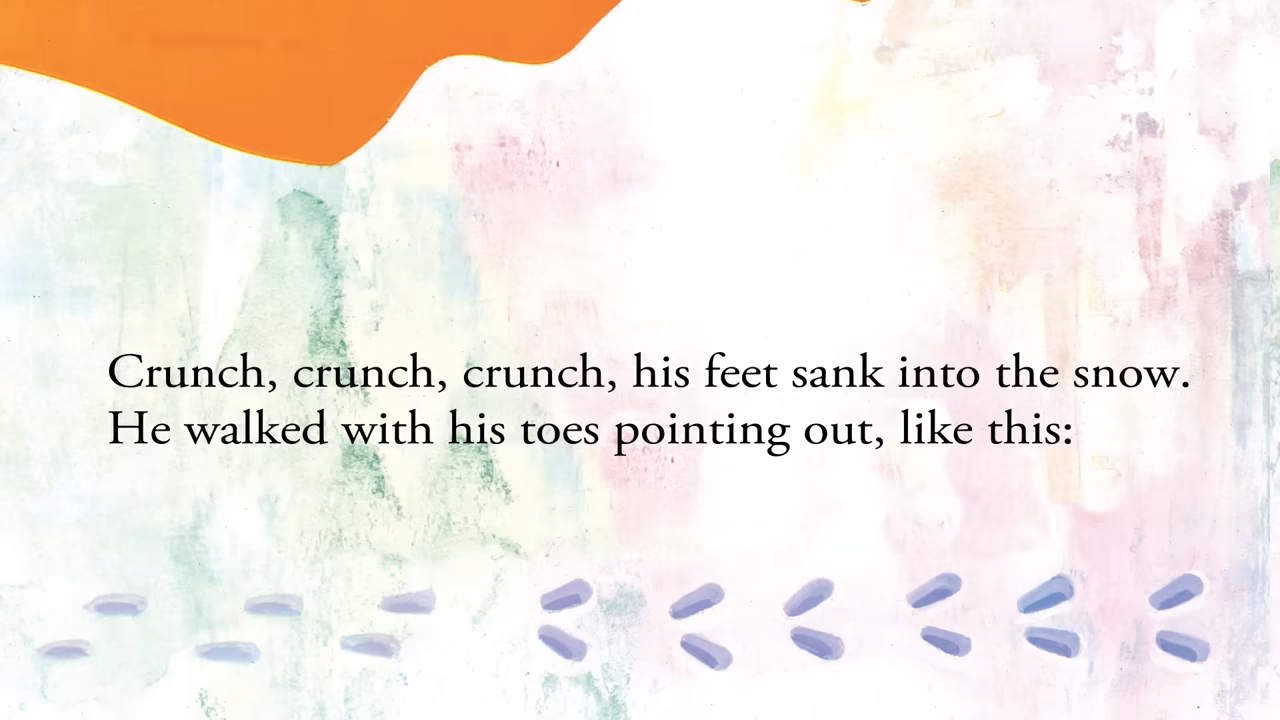 Crunch, crunch, crunch, his feet sank into the snow.
He walked with his toes pointing out, like this: